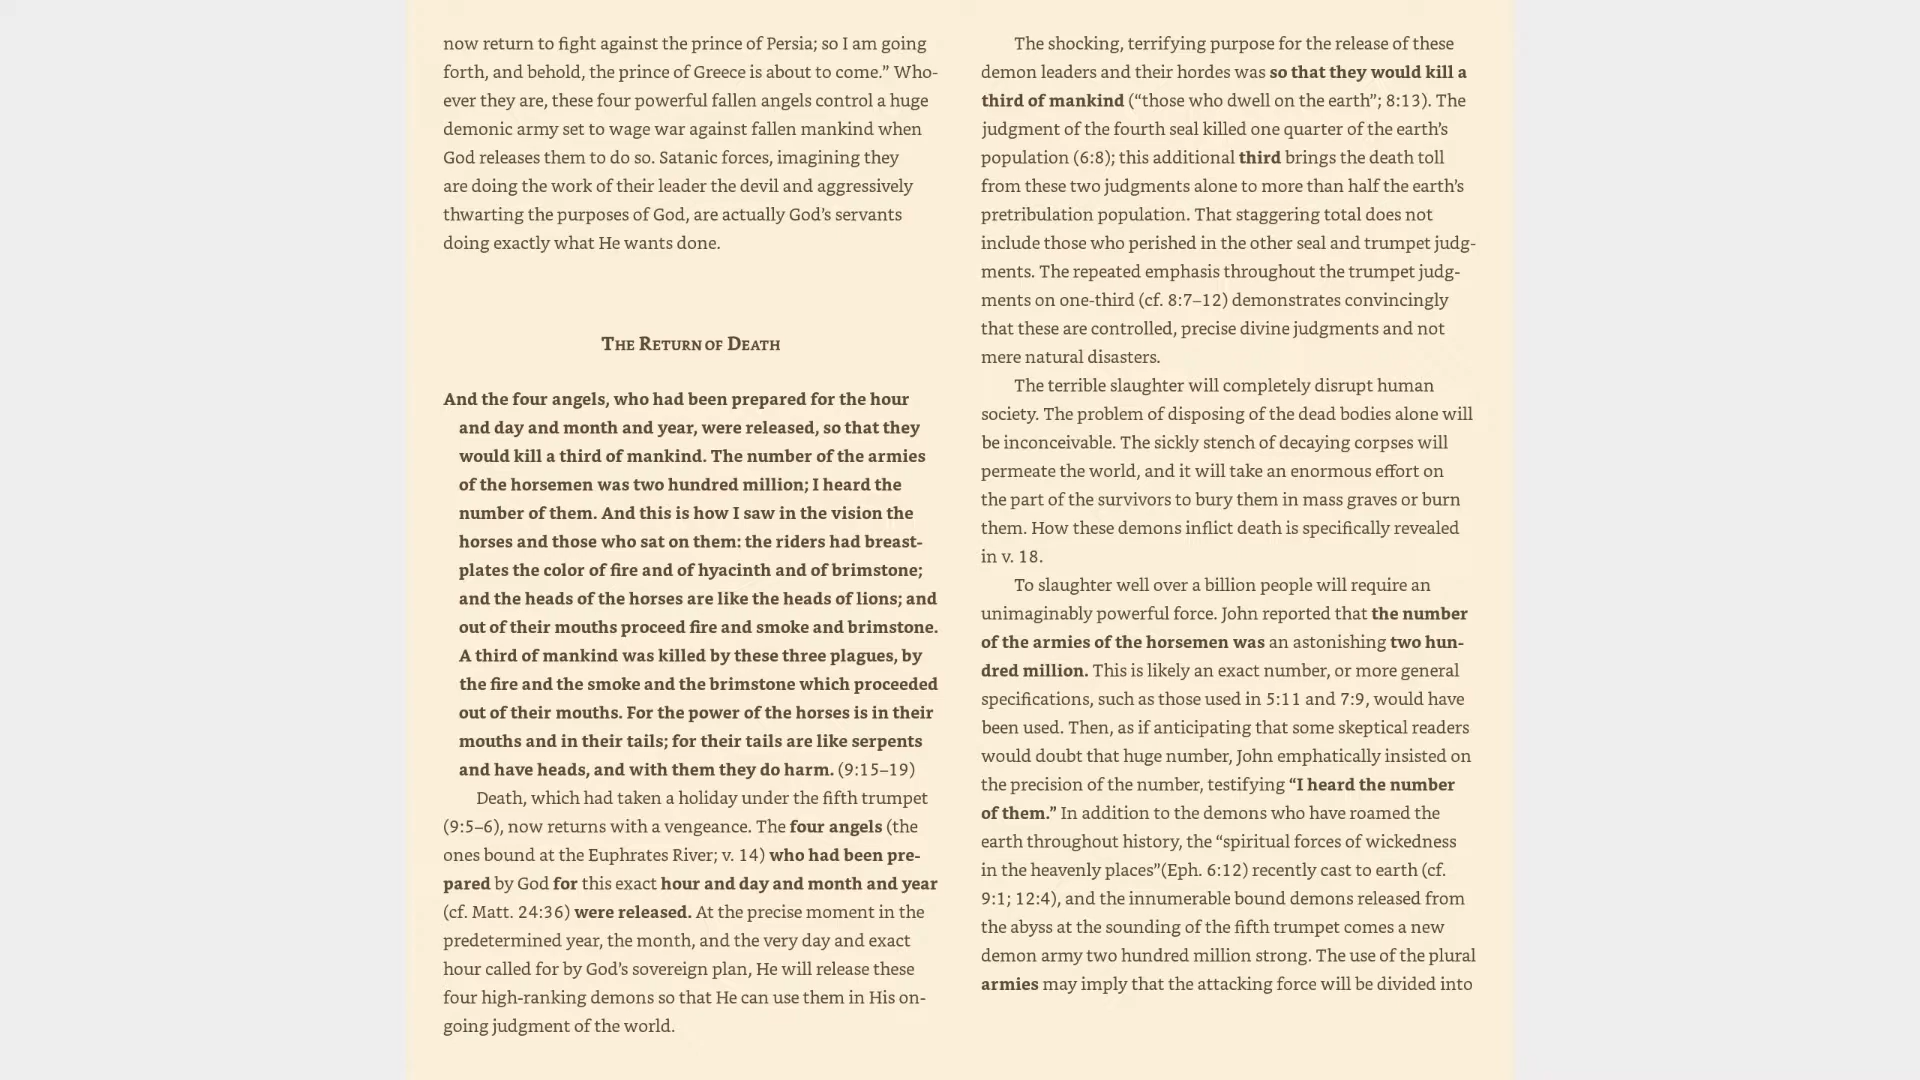 now return to fight against the prince of Persia; so I am going
forth, and behold, the prince of Greece is about to come.” Who-
ever they are, these four powerful fallen angels control a huge
demonic army set to wage war against fallen mankind when
God releases them to do so. Satanic forces, imagining they
are doing the work of their leader the devil and aggressively
thwarting the purposes of God, are actually God’s servants
doing exactly what He wants done.
The Return of Death
And the four angels, who had been prepared for the hour
and day and month and year, were released, so that they
would kill a third of mankind. The number of the armies
of the horsemen was two hundred million; I heard the
number of them. And this is how I saw in the vision the
horses and those who sat on them: the riders had breast-
plates the color of fire and of hyacinth and of brimstone;
and the heads of the horses are like the heads of lions; and
out of their mouths proceed fire and smoke and brimstone.
A third of mankind was killed by these three plagues, by
the fire and the smoke and the brimstone which proceeded
out of their mouths. For the power of the horses is in their
mouths and in their tails; for their tails are like serpents
and have heads, and with them they do harm. (9:15–19)
Death, which had taken a holiday under the fifth trumpet
(9:5–6), now returns with a vengeance. The four angels (the
ones bound at the Euphrates River; v. 14) who had been pre-
pared by God for this exact hour and day and month and year
(cf. Matt. 24:36) were released. At the precise moment in the
predetermined year, the month, and the very day and exact
hour called for by God’s sovereign plan, He will release these
four high-ranking demons so that He can use them in His on-
going judgment of the world.
The shocking, terrifying purpose for the release of these
demon leaders and their hordes was so that they would kill a
third of mankind (“those who dwell on the earth”; 8:13). The
judgment of the fourth seal killed one quarter of the earth’s
population (6:8); this additional third brings the death toll
from these two judgments alone to more than half the earth’s
pretribulation population. That staggering total does not
include those who perished in the other seal and trumpet judg-
ments. The repeated emphasis throughout the trumpet judg-
ments on one-third (cf. 8:7–12) demonstrates convincingly
that these are controlled, precise divine judgments and not
mere natural disasters.
The terrible slaughter will completely disrupt human
society. The problem of disposing of the dead bodies alone will
be inconceivable. The sickly stench of decaying corpses will
permeate the world, and it will take an enormous effort on
the part of the survivors to bury them in mass graves or burn
them. How these demons inflict death is specifically revealed
in v. 18.
To slaughter well over a billion people will require an
unimaginably powerful force. John reported that the number
of the armies of the horsemen was an astonishing two hun-
dred million. This is likely an exact number, or more general
specifications, such as those used in 5:11 and 7:9, would have
been used. Then, as if anticipating that some skeptical readers
would doubt that huge number, John emphatically insisted on
the precision of the number, testifying “I heard the number
of them.” In addition to the demons who have roamed the
earth throughout history, the “spiritual forces of wickedness
in the heavenly places”(Eph. 6:12) recently cast to earth (cf.
9:1; 12:4), and the innumerable bound demons released from
the abyss at the sounding of the fifth trumpet comes a new
demon army two hundred million strong. The use of the plural
armies may imply that the attacking force will be divided into